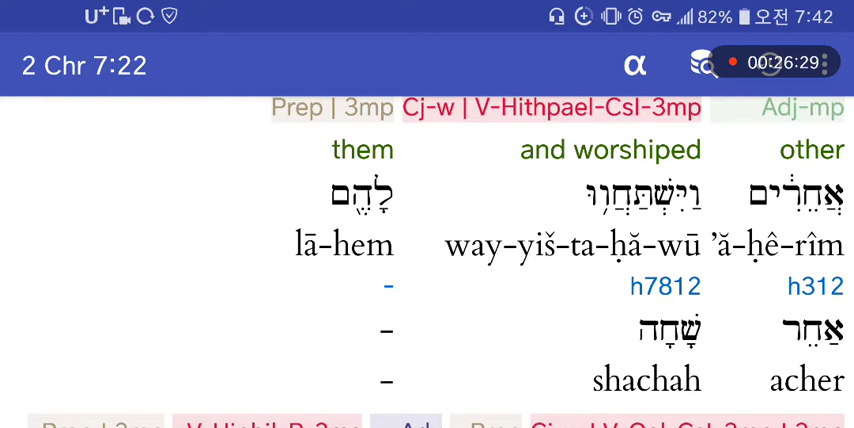 U⁺ 82% 오전 7:42
2 Chr 7:22 α 00:26:29
Prep | 3mp Cj-w | V-Hithpael-CsI-3mp Adj-mp
them and worshiped other
לָהֶ֖ם וַיִּשְׁתַּחֲו֥וּ אֲחֵרִ֔ים
lā-hem way-yiš-ta-ḥă-wū ’ă-ḥê-rîm
- h7812 h312
- שָׁחָה אַחֵר
- shachah acher